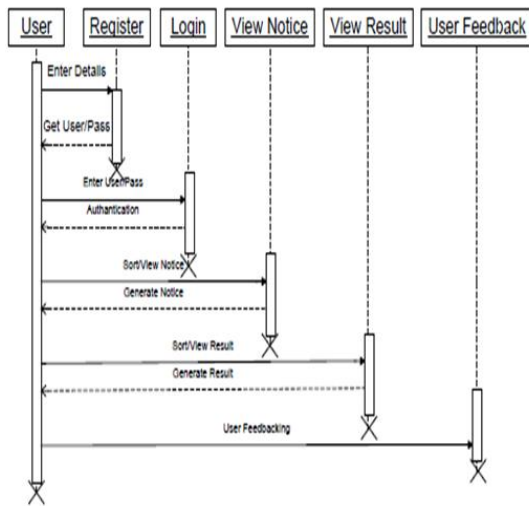 User
Register
Login
View Notice
View Result
User Feedback
Enter Details
Get User/Pass
Enter User/Pass
Authantication
Sort/View Notice
Generate Notice
Sort/View Result
Generate Result
User Feedbacking